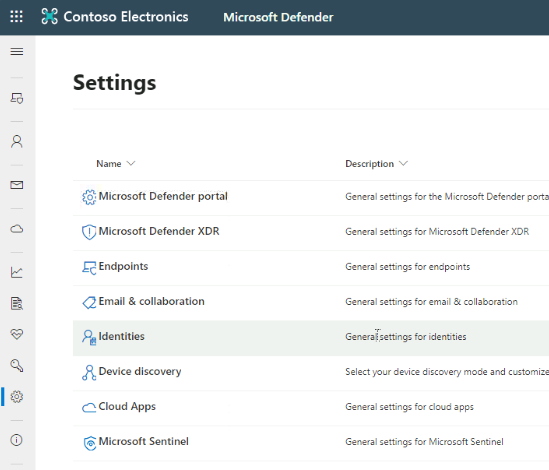 Contoso Electronics Microsoft Defender
Settings
Name Description
Microsoft Defender portal General settings for the Microsoft Defender porta
Microsoft Defender XDR General settings for Microsoft Defender XDR
Endpoints General settings for endpoints
Email & collaboration General settings for email & collaboration
Identities General settings for identities
Device discovery Select your device discovery mode and customize
Cloud Apps General settings for cloud apps
Microsoft Sentinel General settings for Microsoft Sentinel